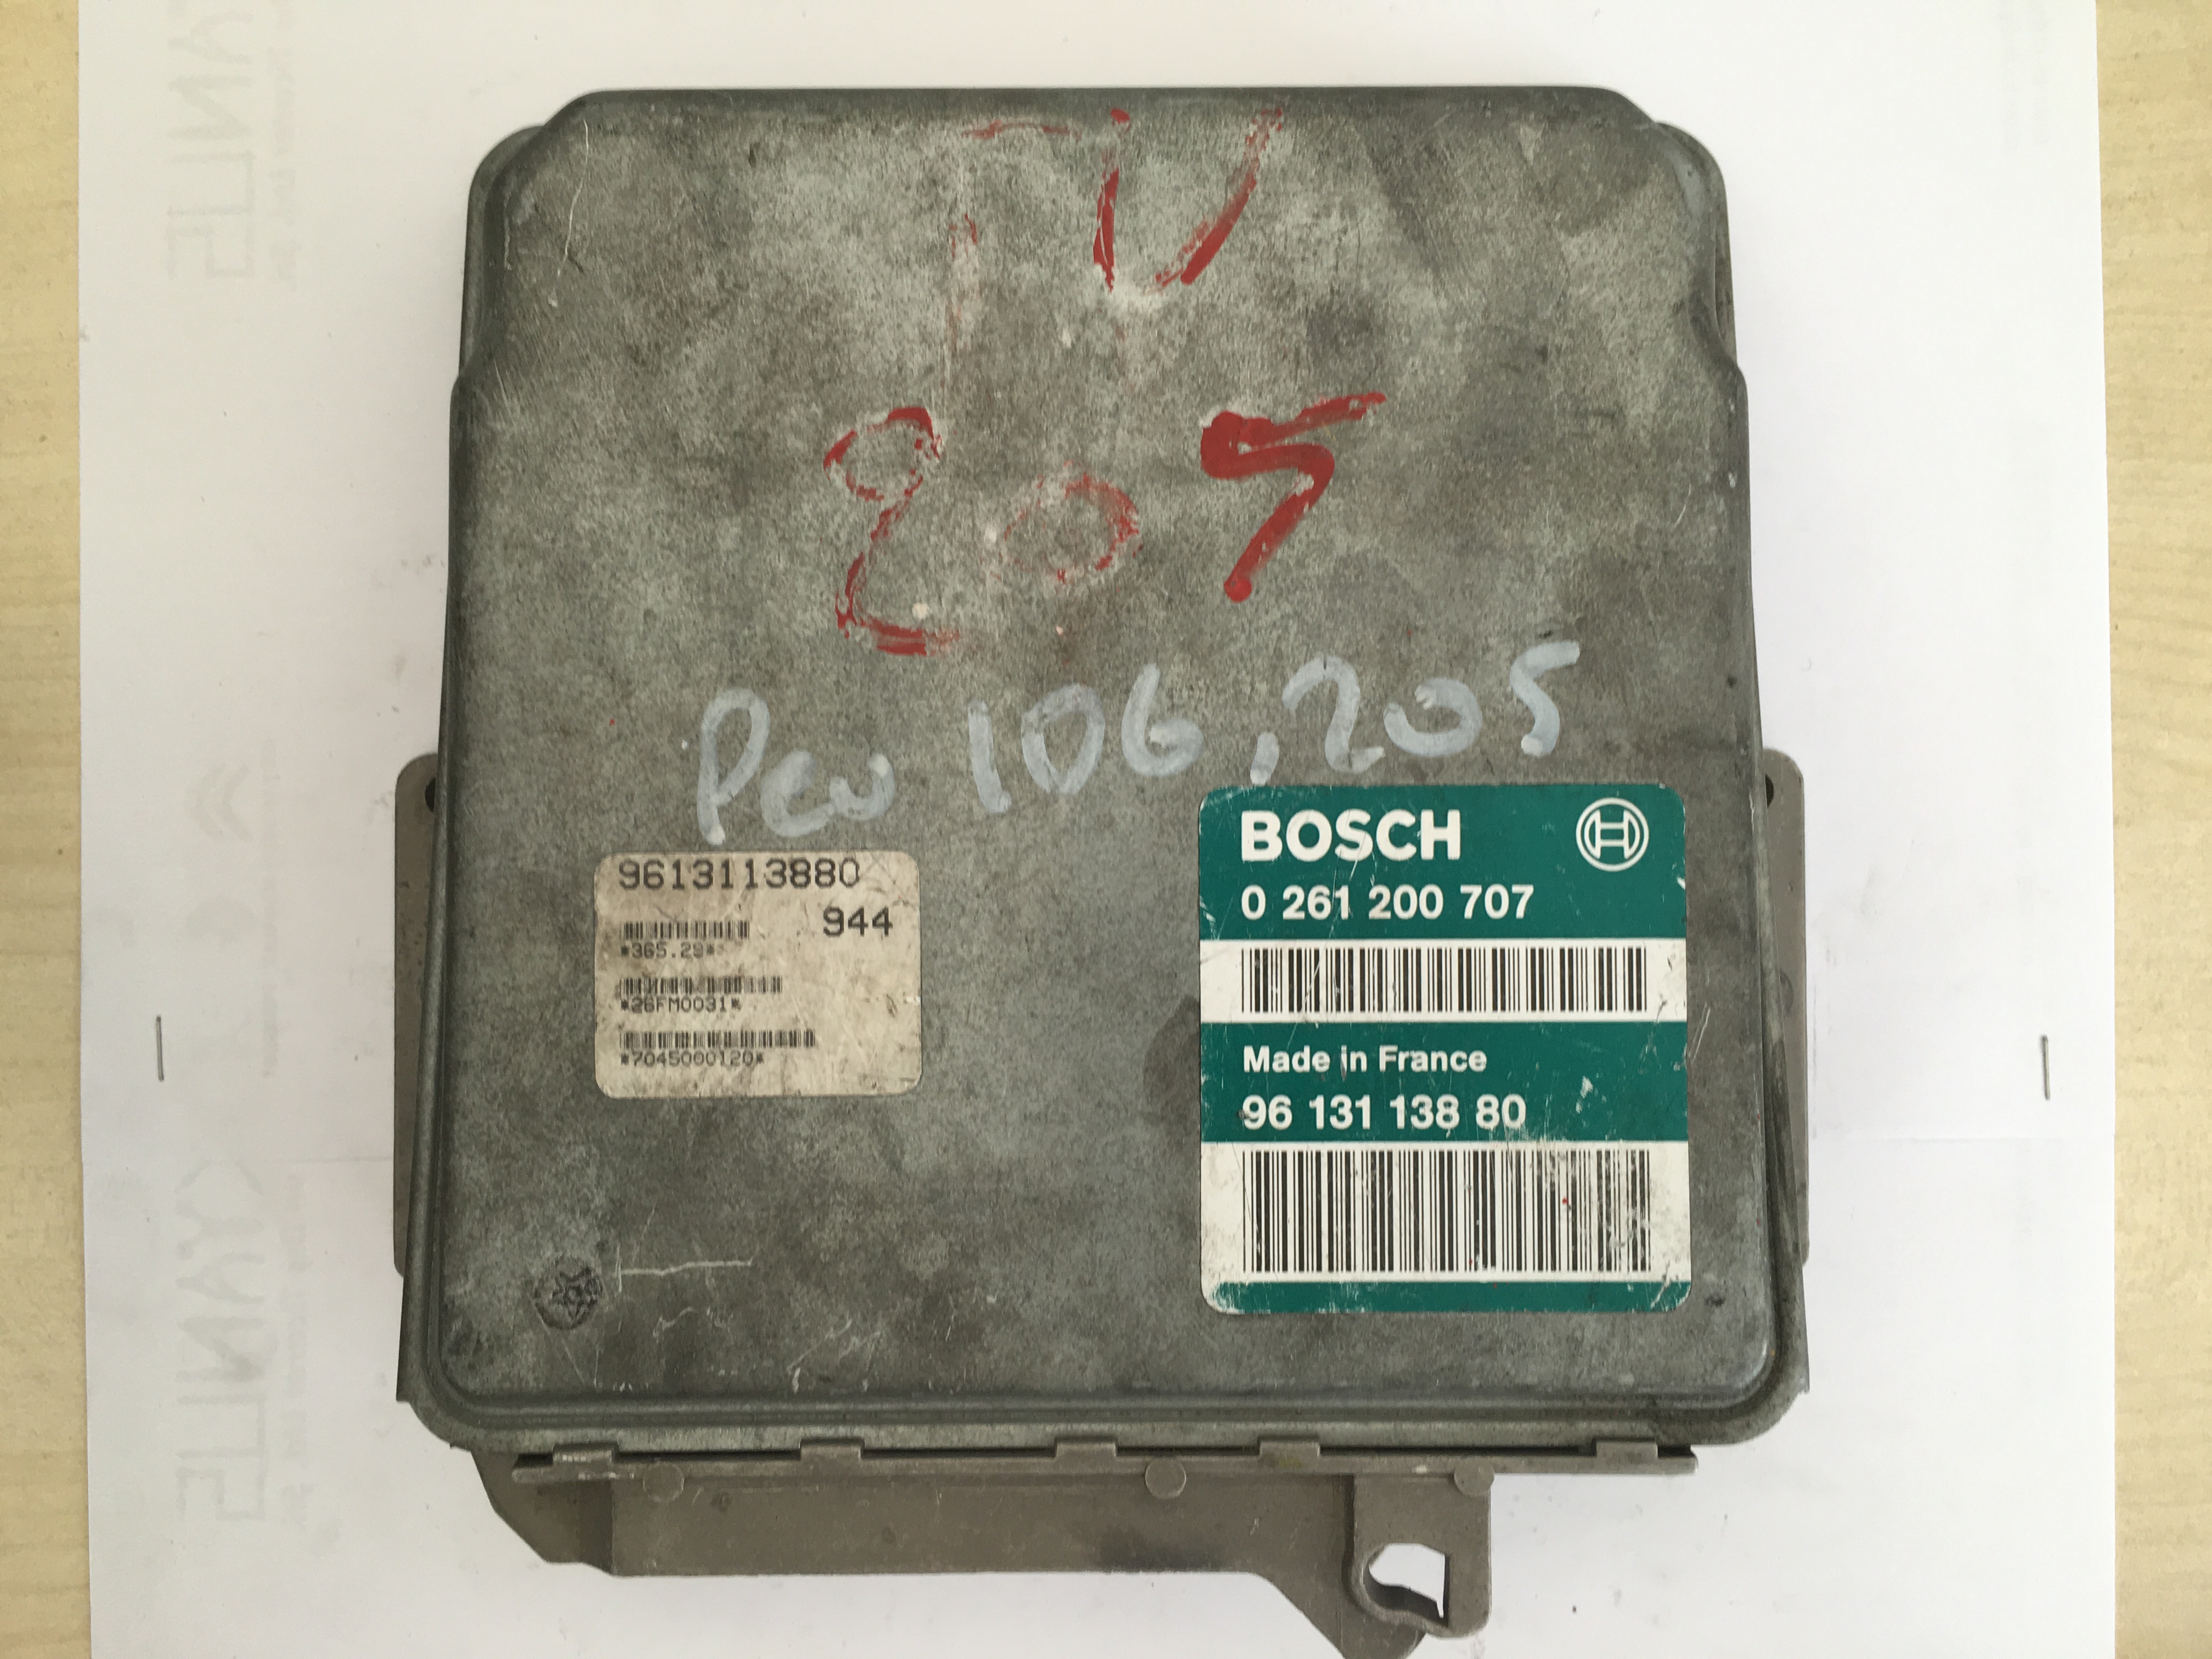 TU
205
Peu 106, 205
9613113880
944
*365.29*
*26FM0031*
*7045000120*
BOSCH
0 261 200 707
Made in France
96 131 138 80